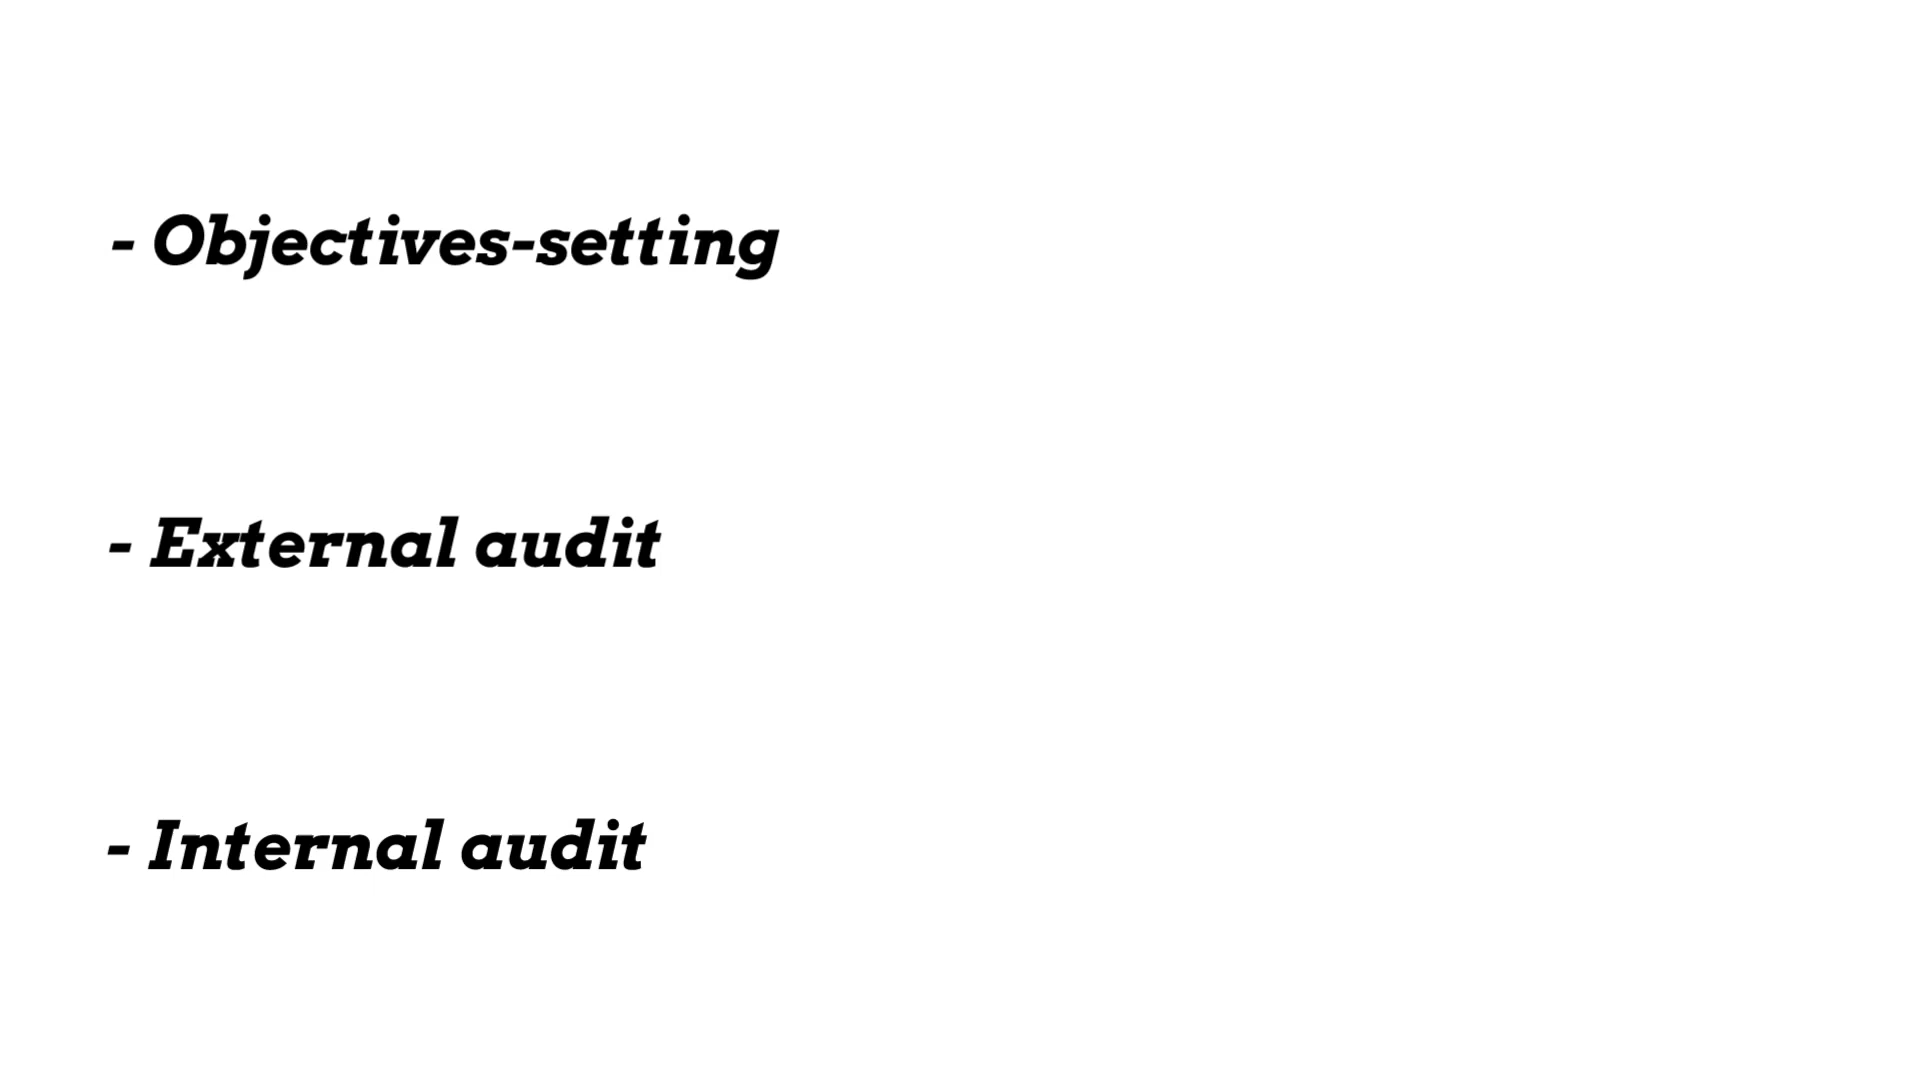 - Objectives-setting
- External audit
- Internal audit